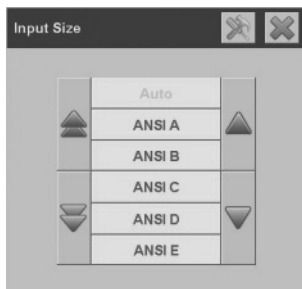 Input Size
Auto
ANSI A
ANSI B
ANSI C
ANSI D
ANSI E